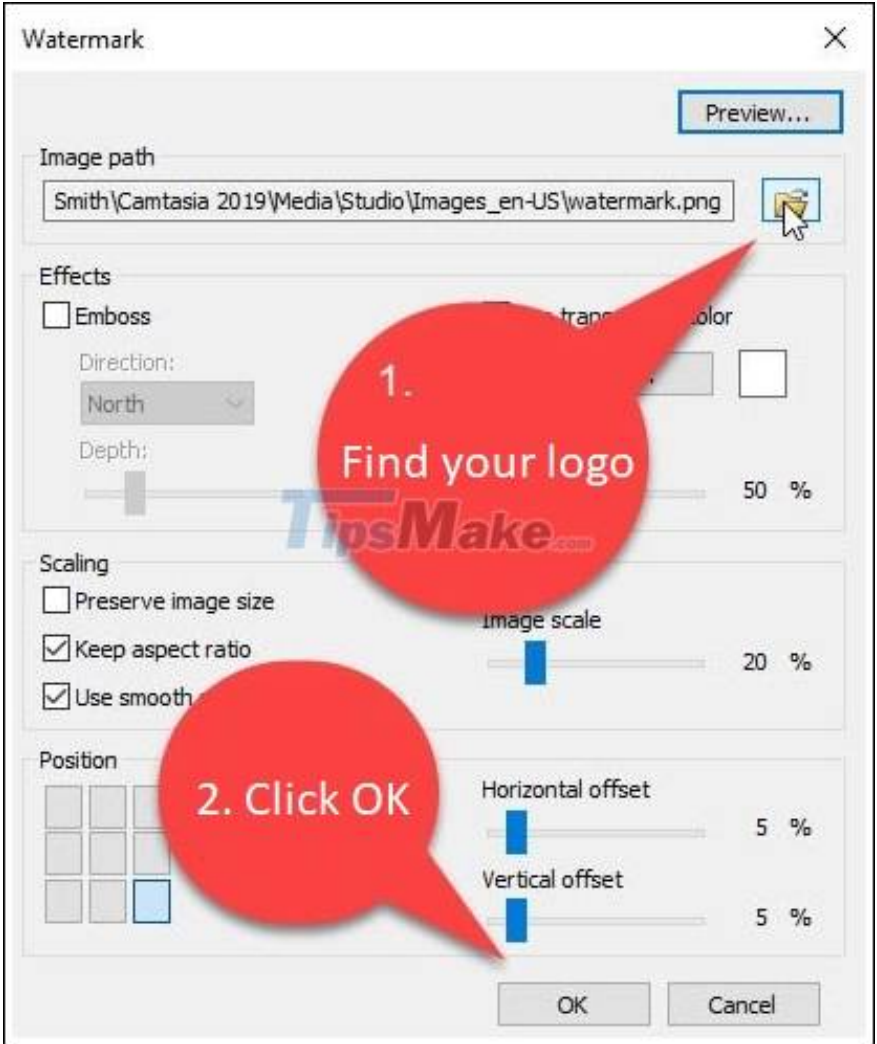 Watermark
Preview...
Image path
Smith\Camtasia 2019\Media\Studio\Images_en-US\watermark.png
Effects
Emboss
Direction:
North
Depth:
50 %
1.
Find your logo
TipsMake.com
Scaling
Preserve image size
Keep aspect ratio
Use smooth
Image scale
20 %
Position
2. Click OK
Horizontal offset
5 %
Vertical offset
5 %
OK
Cancel